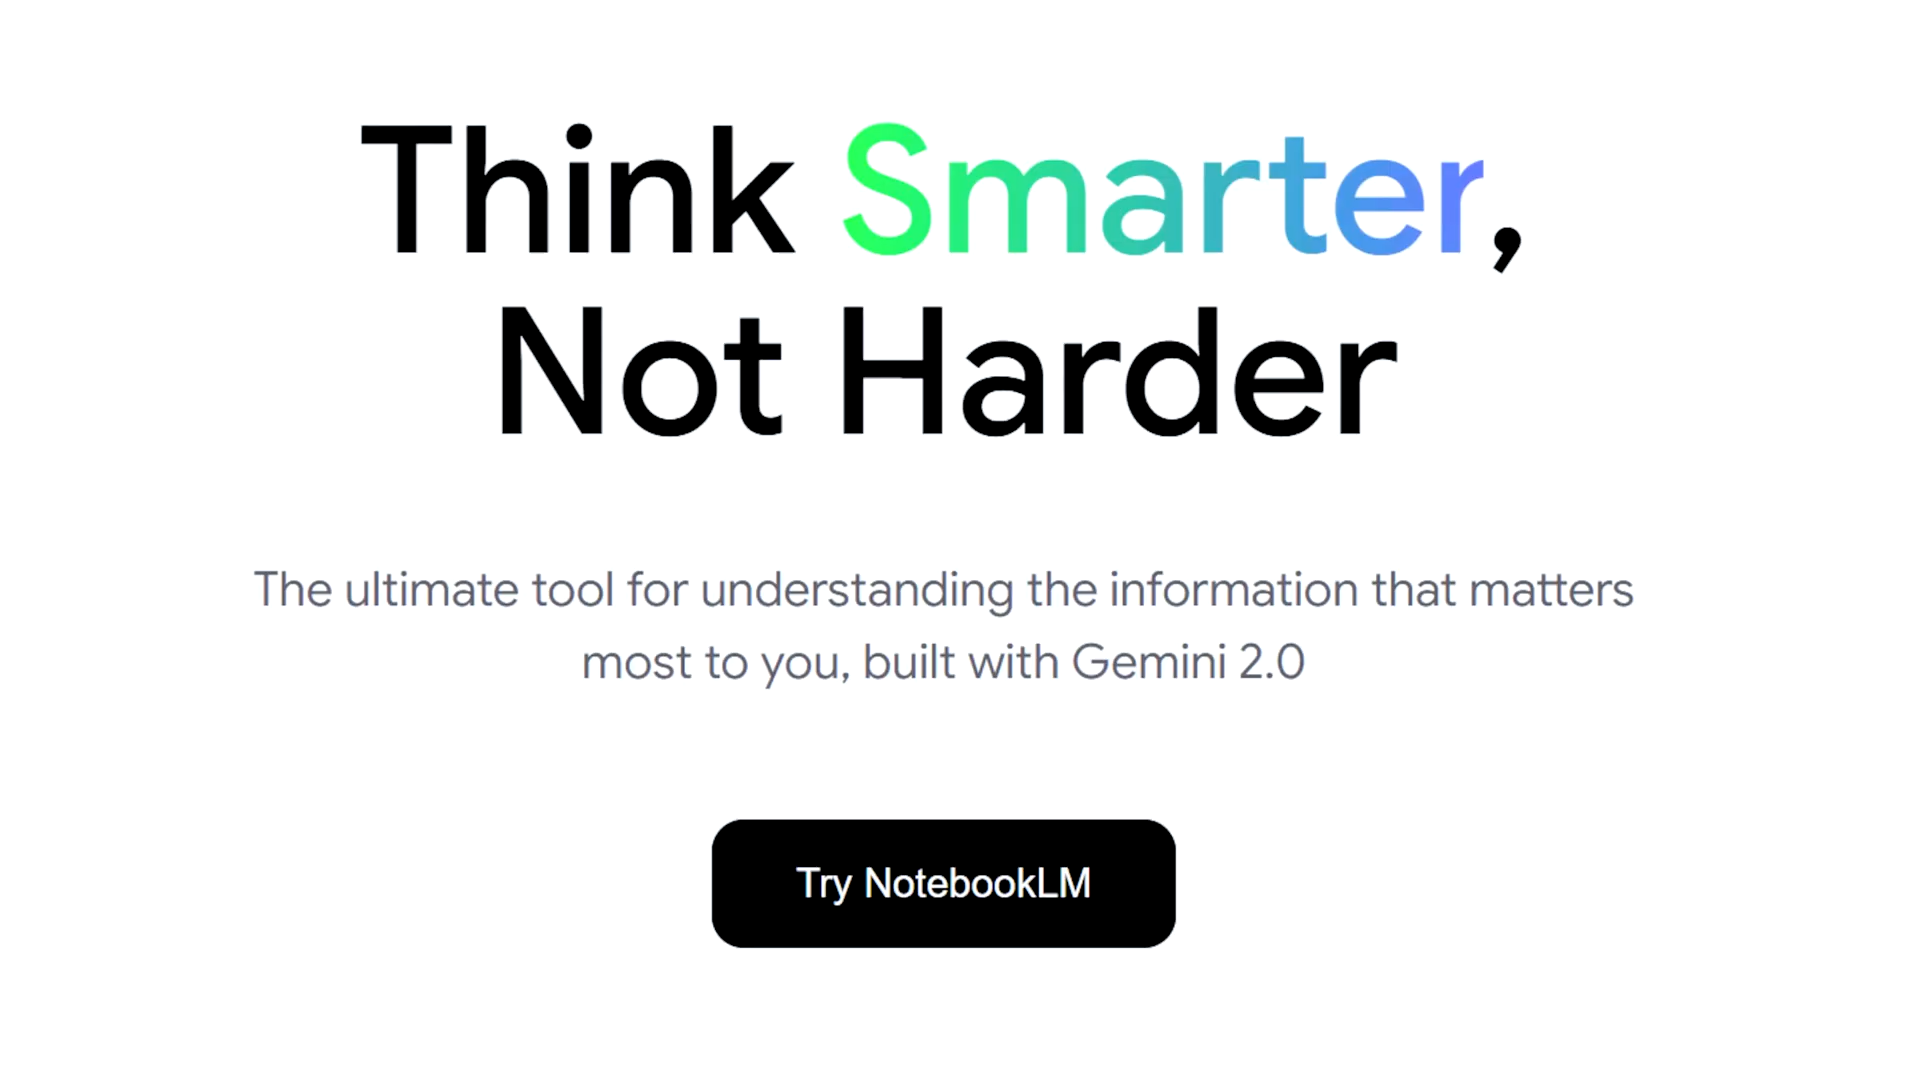 Think Smarter,
Not Harder
The ultimate tool for understanding the information that matters
most to you, built with Gemini 2.0
Try NotebookLM